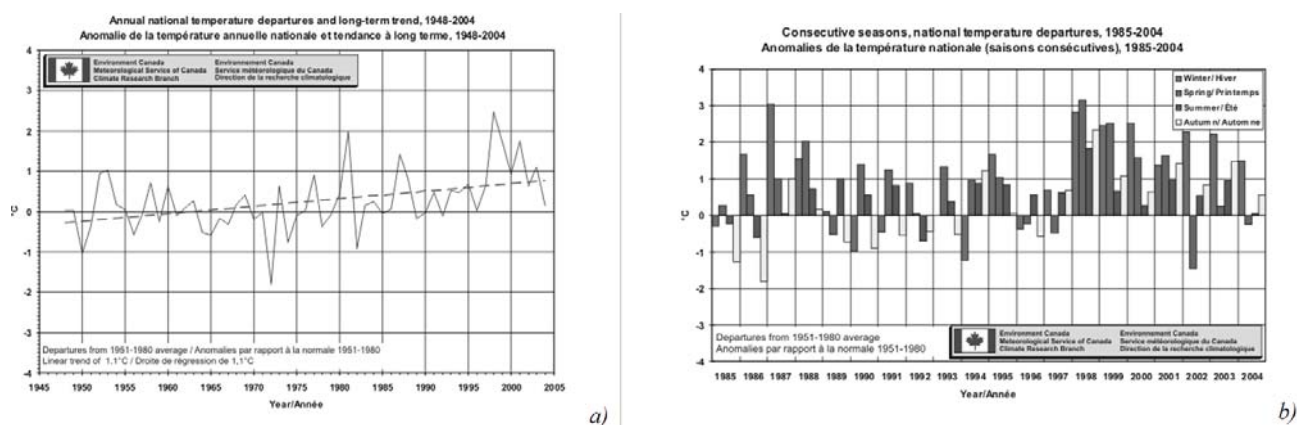 Annual national temperature departures and long-term trend, 1948-2004
Anomalie de la température annuelle nationale et tendance à long terme, 1948-2004
4
3
2
1
0
-1
-2
-3
-4
°C
Environment Canada
Meteorological Service of Canada
Climate Research Branch
Environnement Canada
Service météorologique du Canada
Direction de la recherche climatologique
Departures from 1951-1980 average / Anomalies par rapport à la normale 1951-1980
Linear trend of 1.1°C / Droite de régression de 1,1°C
1945 1950 1955 1960 1965 1970 1975 1980 1985 1990 1995 2000 2005
Year/Année
a)
Consecutive seasons, national temperature departures, 1985-2004
Anomalies de la température nationale (saisons consécutives), 1985-2004
4
3
2
1
0
-1
-2
-3
-4
°C
Winter/ Hiver
Spring/ Printemps
Summer/ Été
Autumn/ Automne
Departures from 1951-1980 average
Anomalies par rapport à la normale 1951-1980
Environment Canada
Meteorological Service of Canada
Climate Research Branch
Environnement Canada
Service météorologique du Canada
Direction de la recherche climatologique
1985 1986 1987 1988 1989 1990 1991 1992 1993 1994 1995 1996 1997 1998 1999 2000 2001 2002 2003 2004
Year/Année
b)